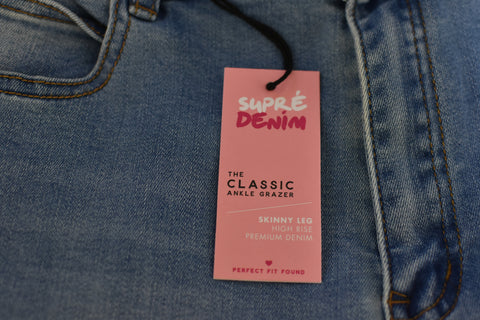 SUPRÉ
DENIM
THE
CLASSIC
ANKLE GRAZER
SKINNY LEG
HIGH RISE
PREMIUM DENIM
PERFECT FIT FOUND